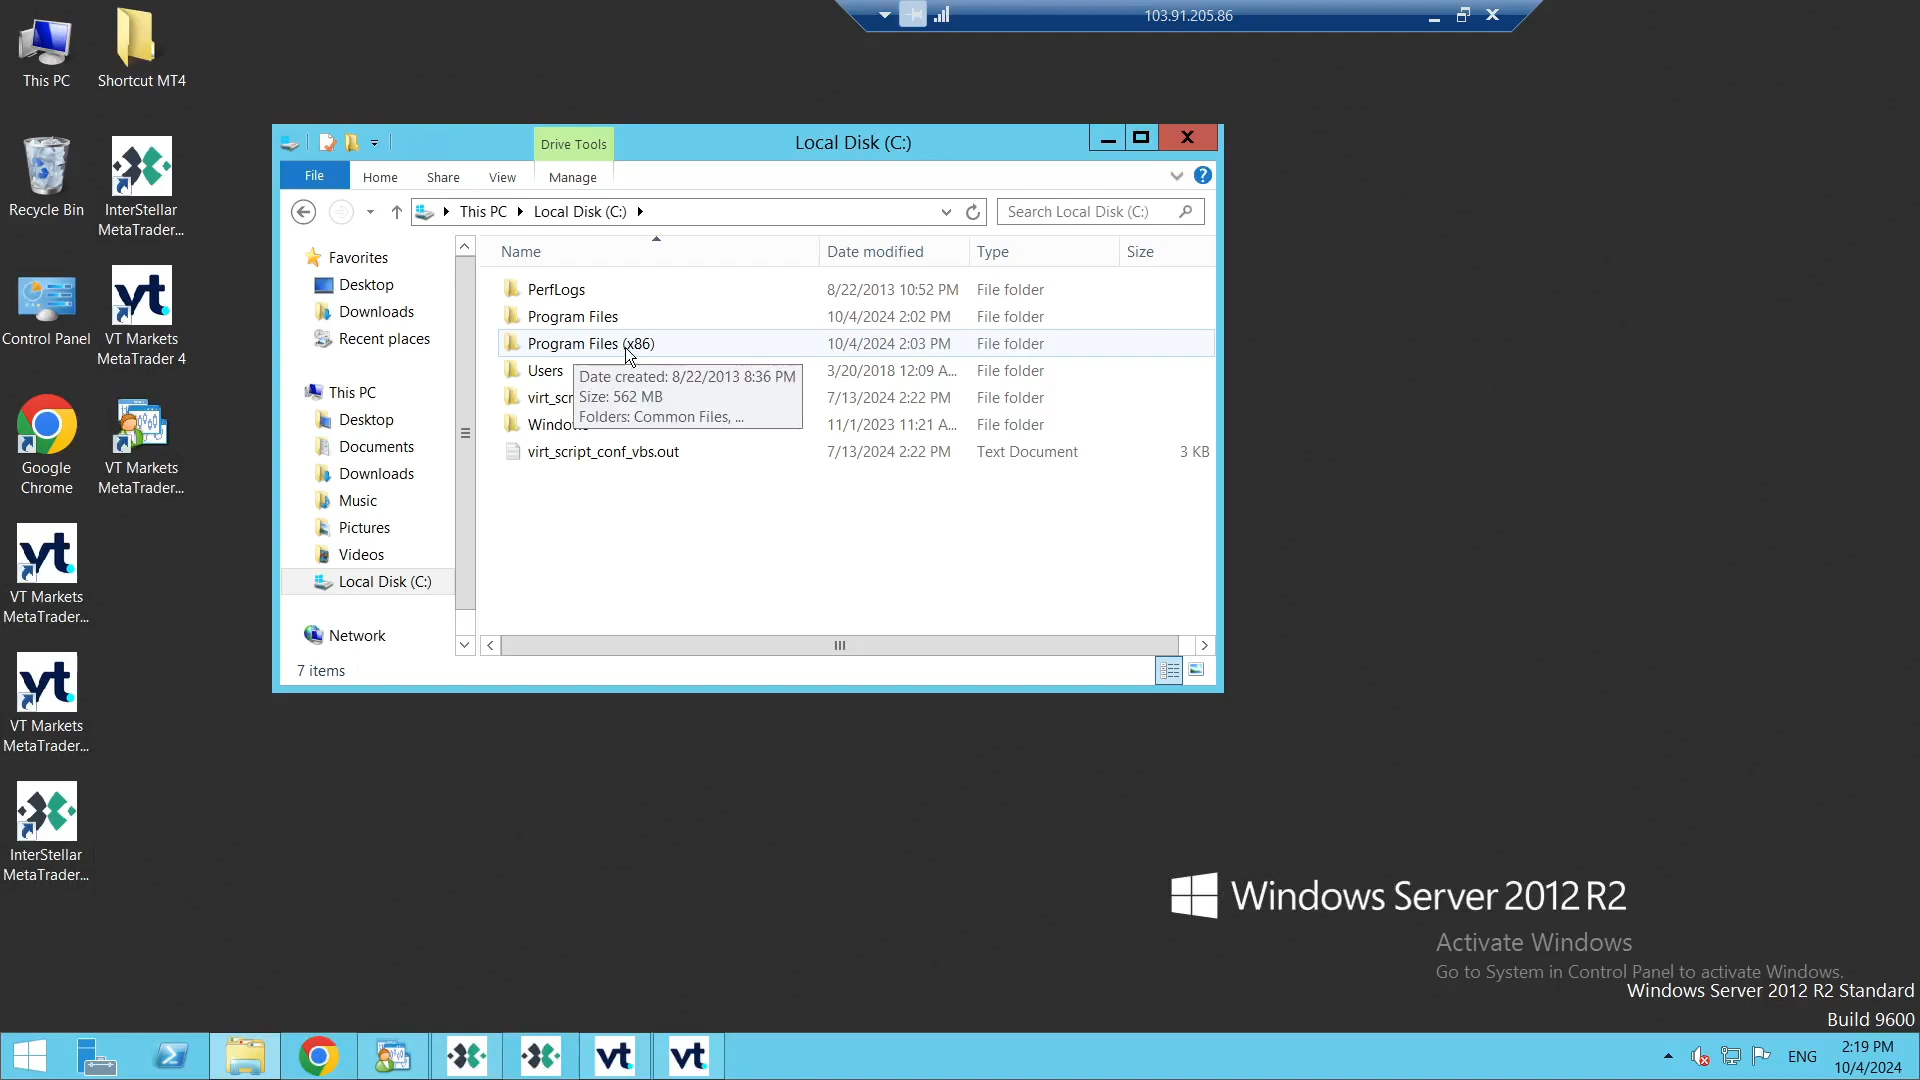 103.91.205.86
This PC
Shortcut MT4
Recycle Bin
InterStellar
MetaTrader...
Control Panel
VT Markets
MetaTrader 4
Google
Chrome
VT Markets
MetaTrader...
VT Markets
MetaTrader...
VT Markets
MetaTrader...
InterStellar
MetaTrader...
Drive Tools
Local Disk (C:)
File
Home
Share
View
Manage
This PC
Local Disk (C:)
Search Local Disk (C:)
Favorites
Desktop
Downloads
Recent places
This PC
Desktop
Documents
Downloads
Music
Pictures
Videos
Local Disk (C:)
Network
Name Date modified Type Size
PerfLogs 8/22/2013 10:52 PM File folder
Program Files 10/4/2024 2:02 PM File folder
Program Files (x86) 10/4/2024 2:03 PM File folder
Users 3/20/2018 12:09 A... File folder
virt_scr 7/13/2024 2:22 PM File folder
Windows 11/1/2023 11:21 A... File folder
virt_script_conf_vbs.out 7/13/2024 2:22 PM Text Document 3 KB
Date created: 8/22/2013 8:36 PM
Size: 562 MB
Folders: Common Files, ...
7 items
Windows Server 2012 R2
Activate Windows
Go to System in Control Panel to activate Windows.
Windows Server 2012 R2 Standard
Build 9600
vt
vt
ENG
2:19 PM
10/4/2024